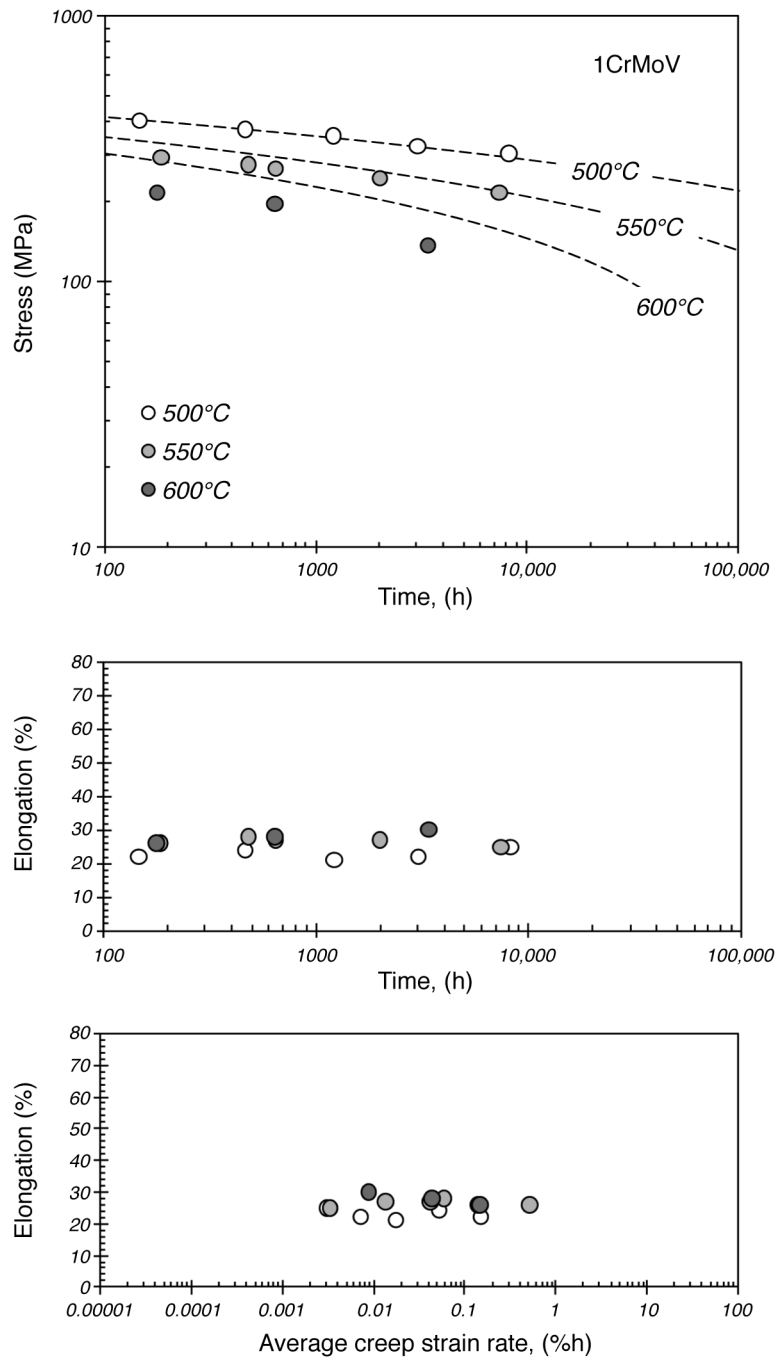 1000
1CrMoV
500°C
550°C
Stress (MPa)
100
600°C
500°C
550°C
600°C
10
100 1000 10,000 100,000
Time, (h)
80
70
60
50
Elongation (%)
40
30
20
10
0
100 1000 10,000 100,000
Time, (h)
80
70
60
50
Elongation (%)
40
30
20
10
0
0.00001 0.0001 0.001 0.01 0.1 1 10 100
Average creep strain rate, (%h)